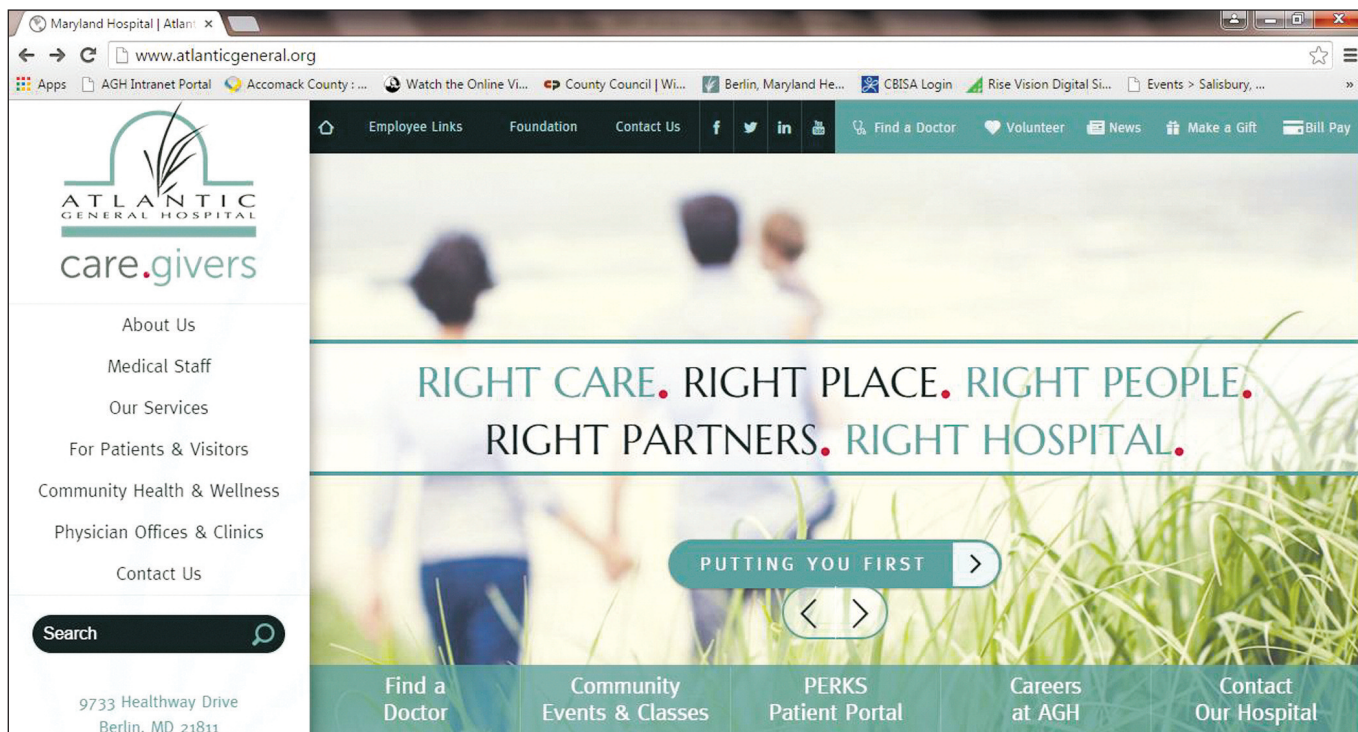 Maryland Hospital | Atlant
www.atlanticgeneral.org
Apps AGH Intranet Portal Accomack County : ... Watch the Online Vi... County Council | Wi... Berlin, Maryland He... CBISA Login Rise Vision Digital Si... Events > Salisbury, ... »
Employee Links Foundation Contact Us Find a Doctor Volunteer News Make a Gift Bill Pay
ATLANTIC
GENERAL HOSPITAL
care.givers
About Us
Medical Staff
Our Services
For Patients & Visitors
Community Health & Wellness
Physician Offices & Clinics
Contact Us
Search
9733 Healthway Drive
Berlin, MD 21811
RIGHT CARE. RIGHT PLACE. RIGHT PEOPLE.
RIGHT PARTNERS. RIGHT HOSPITAL.
PUTTING YOU FIRST
Find a
Doctor
Community
Events & Classes
PERKS
Patient Portal
Careers
at AGH
Contact
Our Hospital